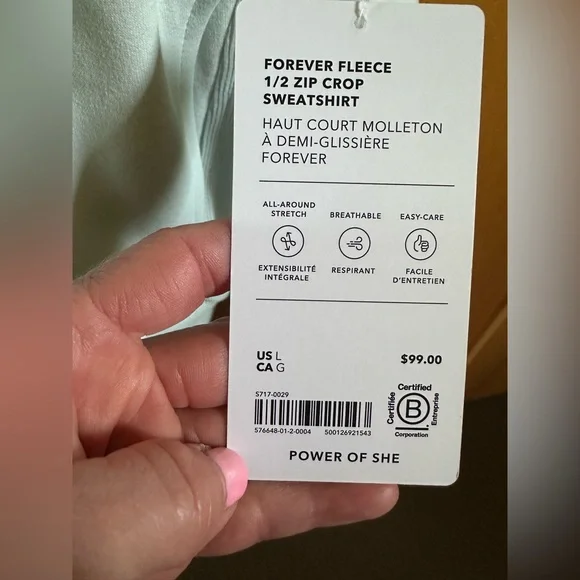 FOREVER FLEECE
1/2 ZIP CROP
SWEATSHIRT
HAUT COURT MOLLETON
À DEMI-GLISSIÈRE
FOREVER
ALL-AROUND
STRETCH
EXTENSIBILITÉ
INTÉGRALE
BREATHABLE
RESPIRANT
EASY-CARE
FACILE
D'ENTRETIEN
US L
CA G
$99.00
5717-0029
576648-01-2-0004 500126921543
Certified
Certifiée
B
Entreprise
Corporation
POWER OF SHE